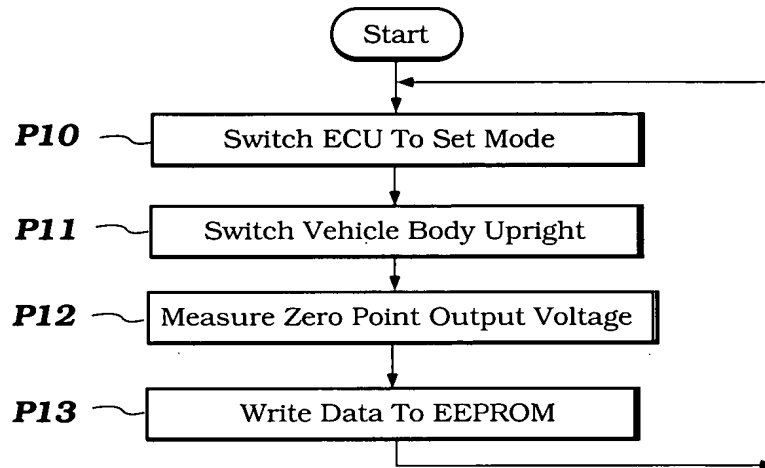 Start
P10 Switch ECU To Set Mode
P11 Switch Vehicle Body Upright
P12 Measure Zero Point Output Voltage
P13 Write Data To EEPROM